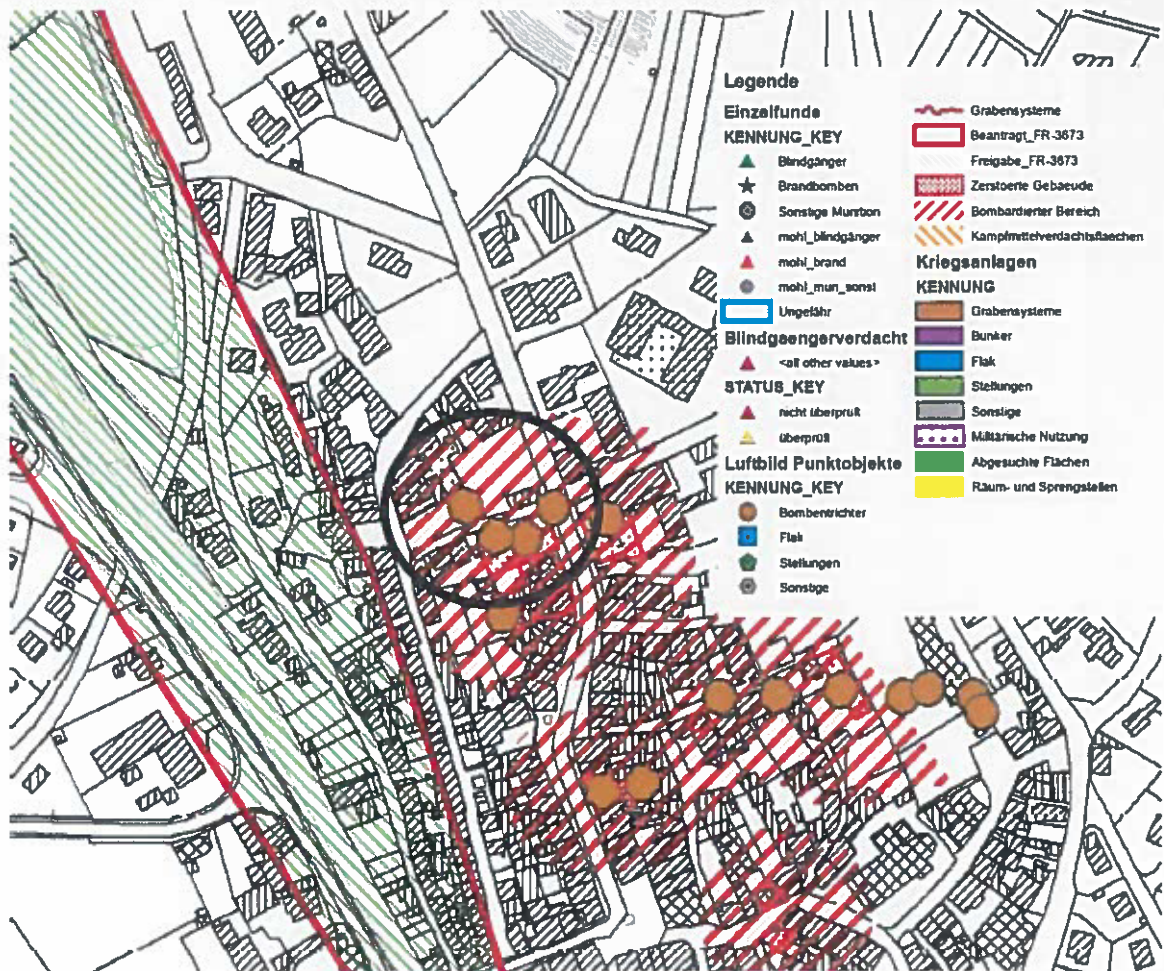 Legende
Einzelfunde
KENNUNG_KEY
Blindgänger
Brandbomben
Sonstige Munition
mohl_blindgänger
mohl_brand
mohl_mun_sonst
Ungefähr
Blindgaengerverdacht
<all other values>
STATUS_KEY
nicht überprüft
überprüft
Luftbild Punktobjekte
KENNUNG_KEY
Bombentrichter
Flak
Stellungen
Sonstige
Grabensysteme
Beantragt_FR-3673
Freigabe_FR-3673
Zerstoerte Gebaeude
Bombardierter Bereich
Kampfmittelverdachtsflaechen
Kriegsanlagen
KENNUNG
Grabensysteme
Bunker
Flak
Stellungen
Sonstige
Militärische Nutzung
Abgesuchte Flächen
Räum- und Sprengstellen